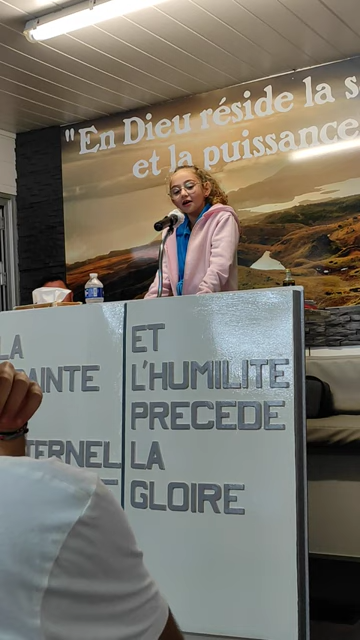 "En Dieu réside la s
et la puissance
LA
AINTE
TERNEL
ET
L'HUMILITE
PRECEDE
LA
GLOIRE